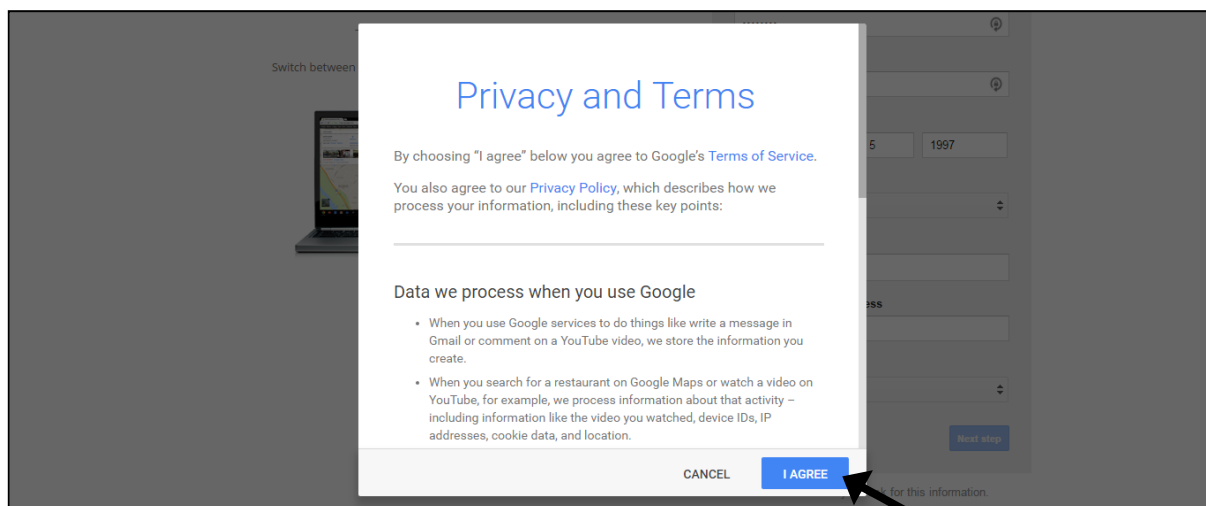 Switch between
Privacy and Terms
By choosing “I agree” below you agree to Google’s Terms of Service.
You also agree to our Privacy Policy, which describes how we
process your information, including these key points:
5
1997
Data we process when you use Google
• When you use Google services to do things like write a message in
Gmail or comment on a YouTube video, we store the information you
create.
• When you search for a restaurant on Google Maps or watch a video on
YouTube, for example, we process information about that activity –
including information like the video you watched, device IDs, IP
addresses, cookie data, and location.
Next step
CANCEL
I AGREE
for this information.